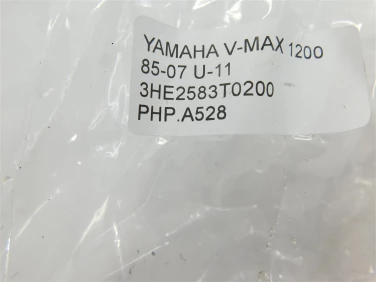 YAMAHA V-MAX 1200
85-07 U-11
3HE2583T0200
PHP.A528